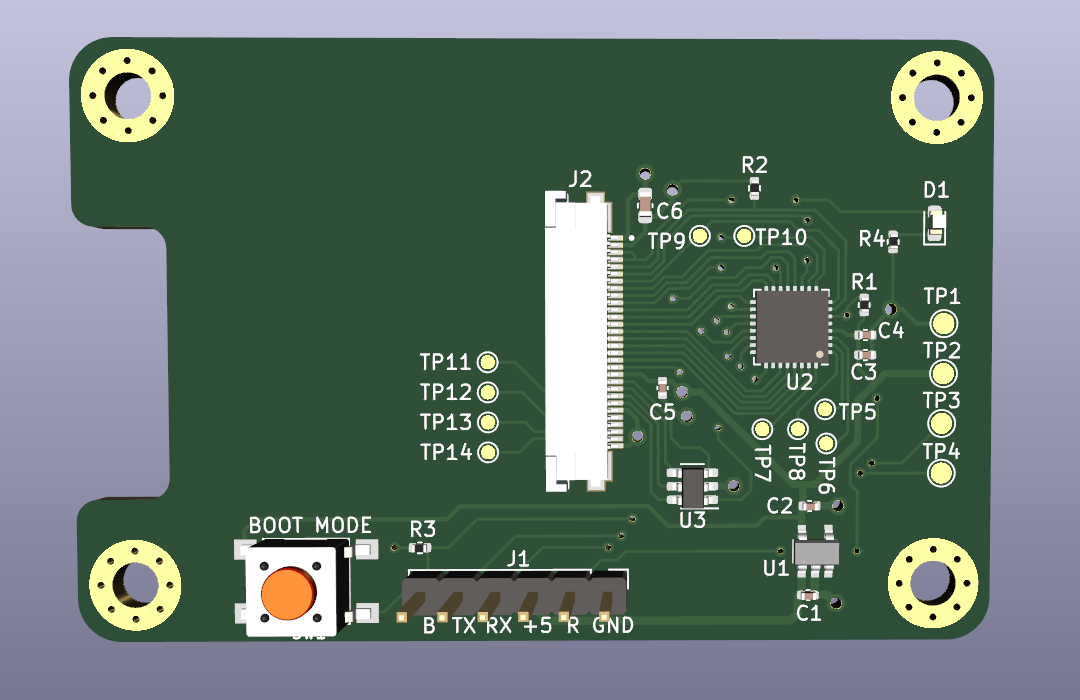 R2
J2
D1
C6
TP9
TP10
R4
R1
TP1
C4
TP2
TP11
C3
U2
TP12
TP3
C5
TP5
TP13
TP14
TP4
TP7
TP8
TP6
C2
U3
BOOT MODE
R3
J1
U1
C1
B TX RX +5 R GND